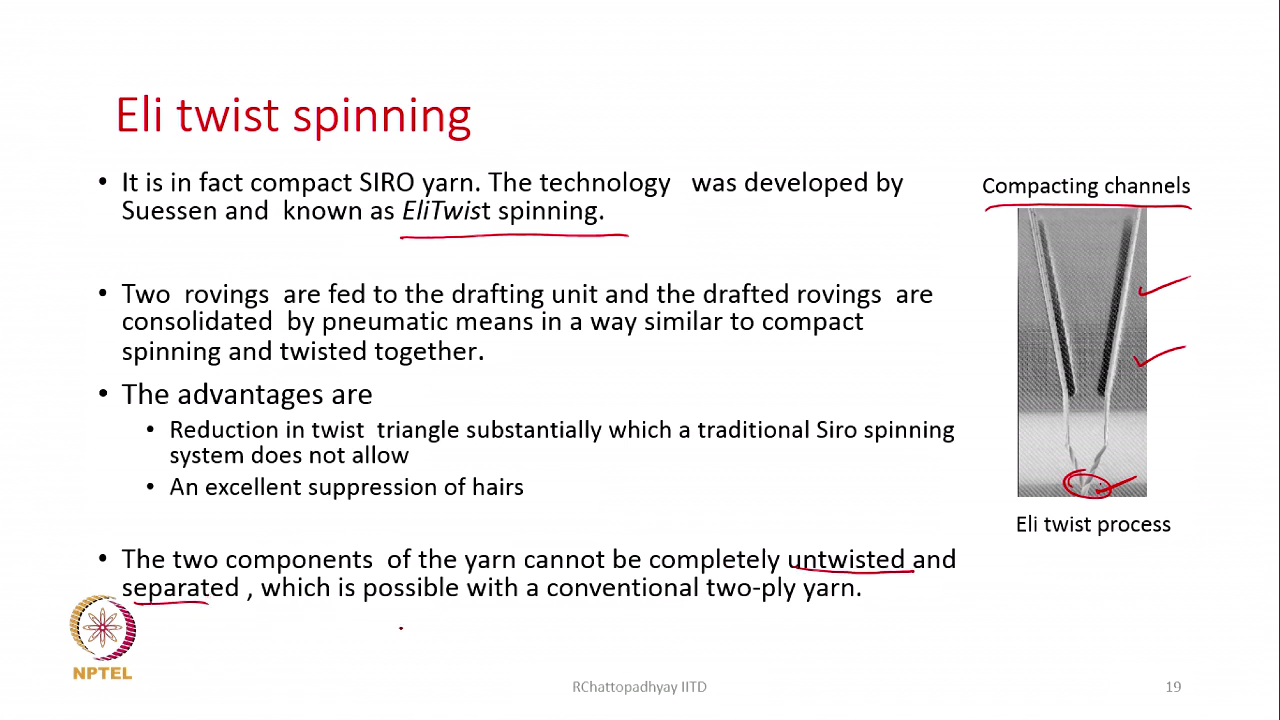 Eli twist spinning
• It is in fact compact SIRO yarn. The technology was developed by
Suessen and known as EliTwist spinning.
• Two rovings are fed to the drafting unit and the drafted rovings are
consolidated by pneumatic means in a way similar to compact
spinning and twisted together.
• The advantages are
• Reduction in twist triangle substantially which a traditional Siro spinning
system does not allow
• An excellent suppression of hairs
• The two components of the yarn cannot be completely untwisted and
separated , which is possible with a conventional two-ply yarn.
Compacting channels
Eli twist process
NPTEL
RChattopadhyay IITD
19